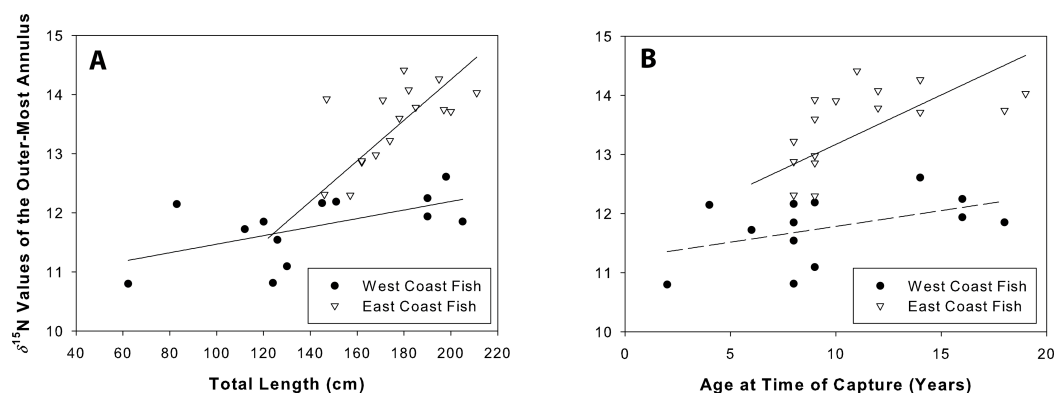 δ15N Values of the Outer-Most Annulus
15
14
13
12
11
10
A
West Coast Fish
East Coast Fish
40 60 80 100 120 140 160 180 200 220
Total Length (cm)
15
14
13
12
11
10
B
West Coast Fish
East Coast Fish
0 5 10 15 20
Age at Time of Capture (Years)